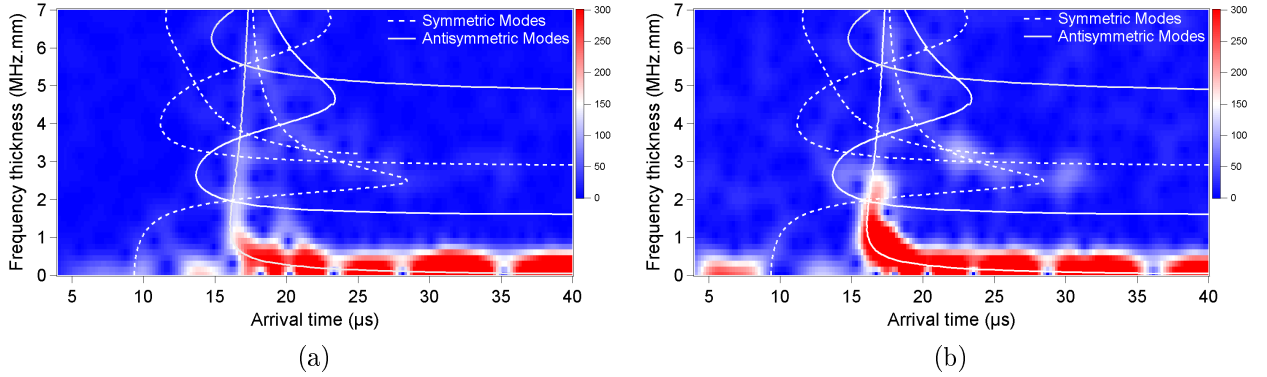 7
6
5
4
3
2
1
0
Frequency thickness (MHz.mm)
5 10 15 20 25 30 35 40
Arrival time (µs)
Symmetric Modes
Antisymmetric Modes
300
250
200
150
100
50
0
(a)
7
6
5
4
3
2
1
0
Frequency thickness (MHz.mm)
5 10 15 20 25 30 35 40
Arrival time (µs)
Symmetric Modes
Antisymmetric Modes
300
250
200
150
100
50
0
(b)